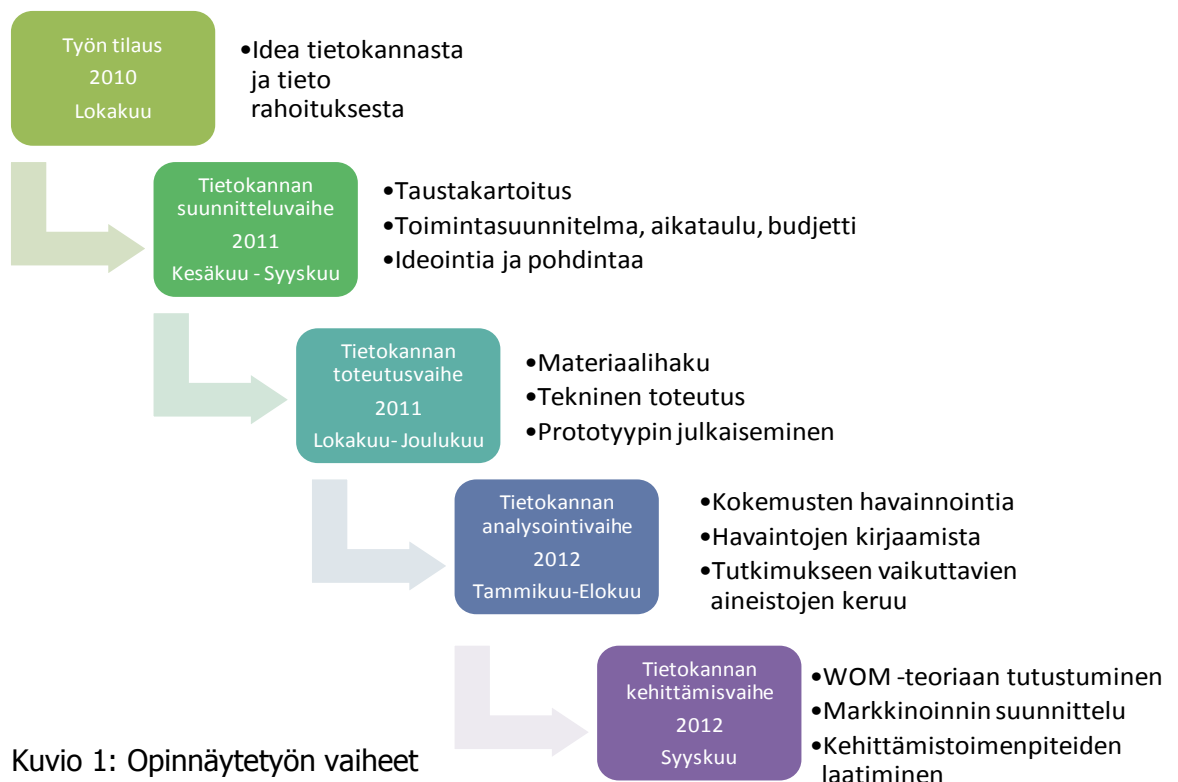 Työn tilaus
2010
Lokakuu
•Idea tietokannasta
ja tieto
rahoituksesta
Tietokannan
suunnitteluvaihe
2011
Kesäkuu - Syyskuu
•Taustakartoitus
•Toimintasuunnitelma, aikataulu, budjetti
•Ideointia ja pohdintaa
Tietokannan
toteutusvaihe
2011
Lokakuu- Joulukuu
•Materiaalihaku
•Tekninen toteutus
•Prototyypin julkaiseminen
Tietokannan
analysointivaihe
2012
Tammikuu-Elokuu
•Kokemusten havainnointia
•Havaintojen kirjaamista
•Tutkimukseen vaikuttavien
aineistojen keruu
Tietokannan
kehittämisvaihe
2012
Syyskuu
•WOM -teoriaan tutustuminen
•Markkinoinnin suunnittelu
•Kehittämistoimenpiteiden
laatiminen
Kuvio 1: Opinnäytetyön vaiheet